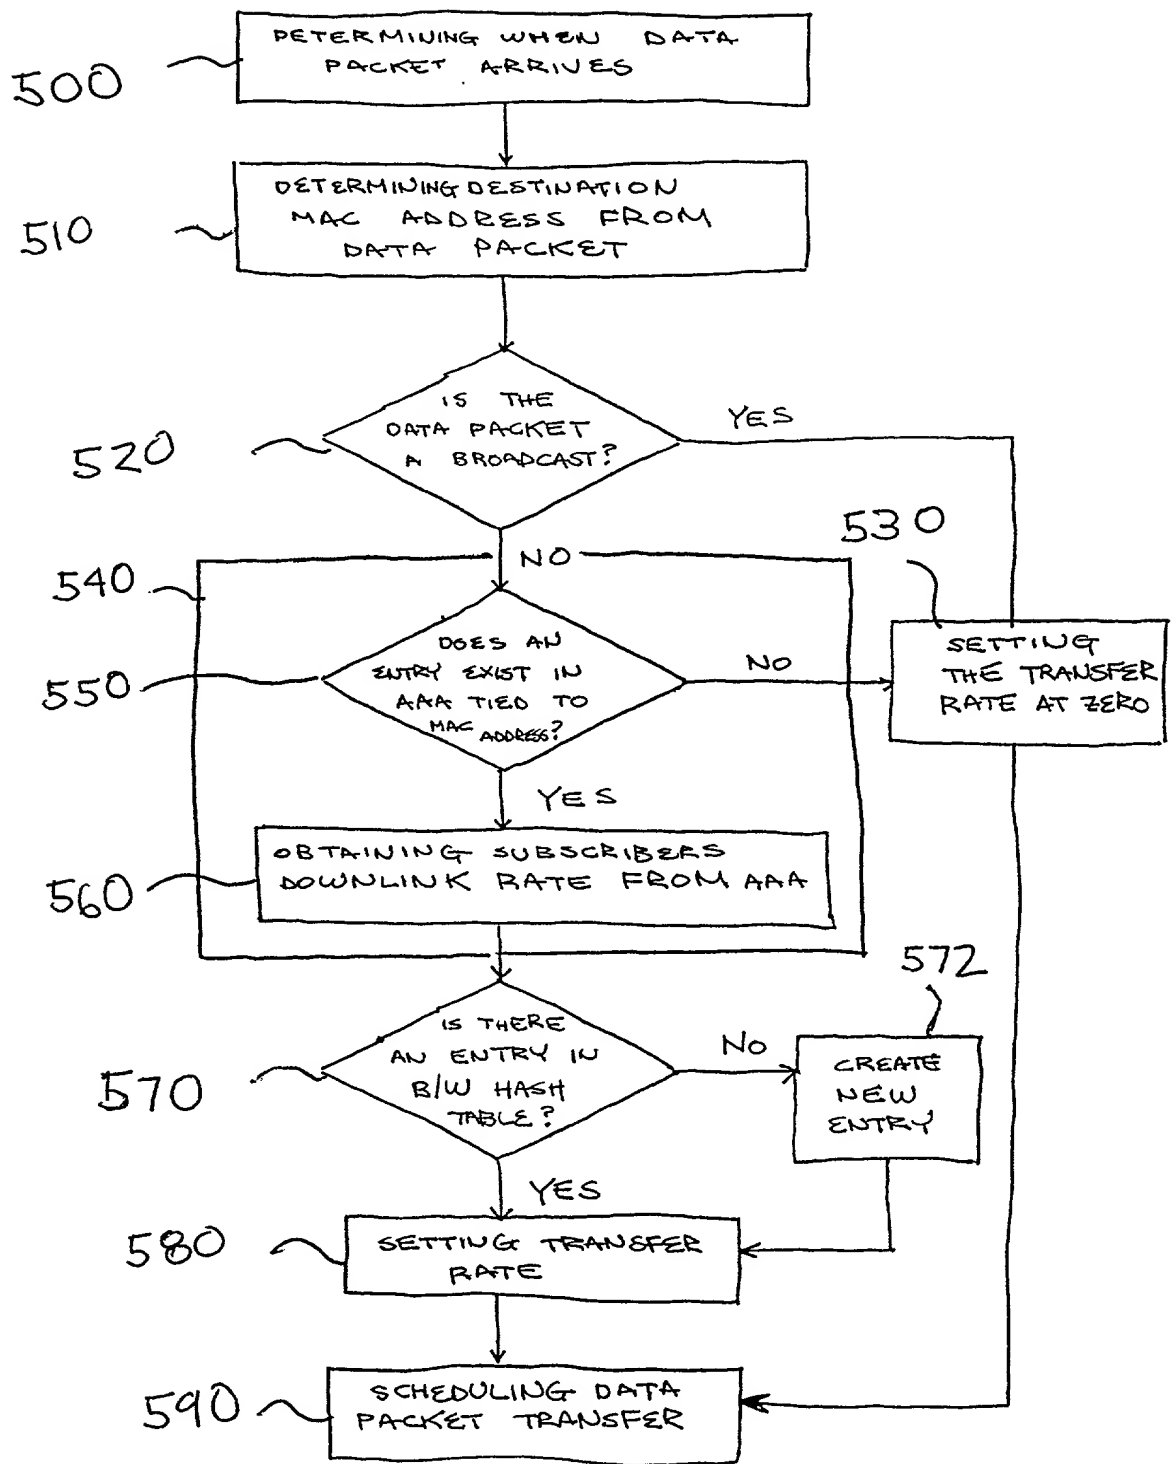 DETERMINING WHEN DATA
PACKET ARRIVES
500
DETERMINING DESTINATION
MAC ADDRESS FROM
DATA PACKET
510
IS THE
DATA PACKET
A BROADCAST?
YES
520
530
NO
540
SETTING
THE TRANSFER
RATE AT ZERO
DOES AN
ENTRY EXIST IN
AAA TIED TO
MAC ADDRESS?
NO
550
YES
OBTAINING SUBSCRIBERS
DOWNLINK RATE FROM AAA
560
572
IS THERE
AN ENTRY IN
B/W HASH
TABLE?
NO
CREATE
NEW
ENTRY
570
YES
SETTING TRANSFER
RATE
580
SCHEDULING DATA
PACKET TRANSFER
590